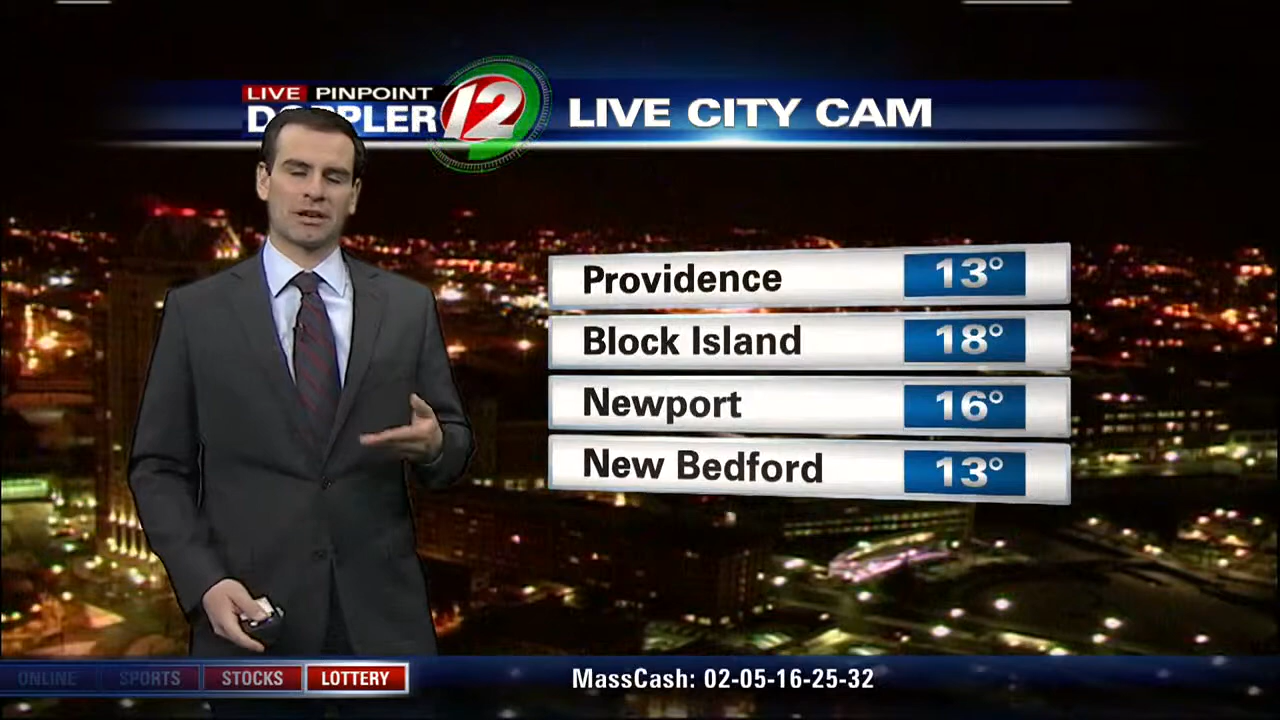 LIVE PINPOINT
DOPPLER 12
LIVE CITY CAM
Providence 13°
Block Island 18°
Newport 16°
New Bedford 13°
ONLINE SPORTS STOCKS LOTTERY MassCash: 02-05-16-25-32